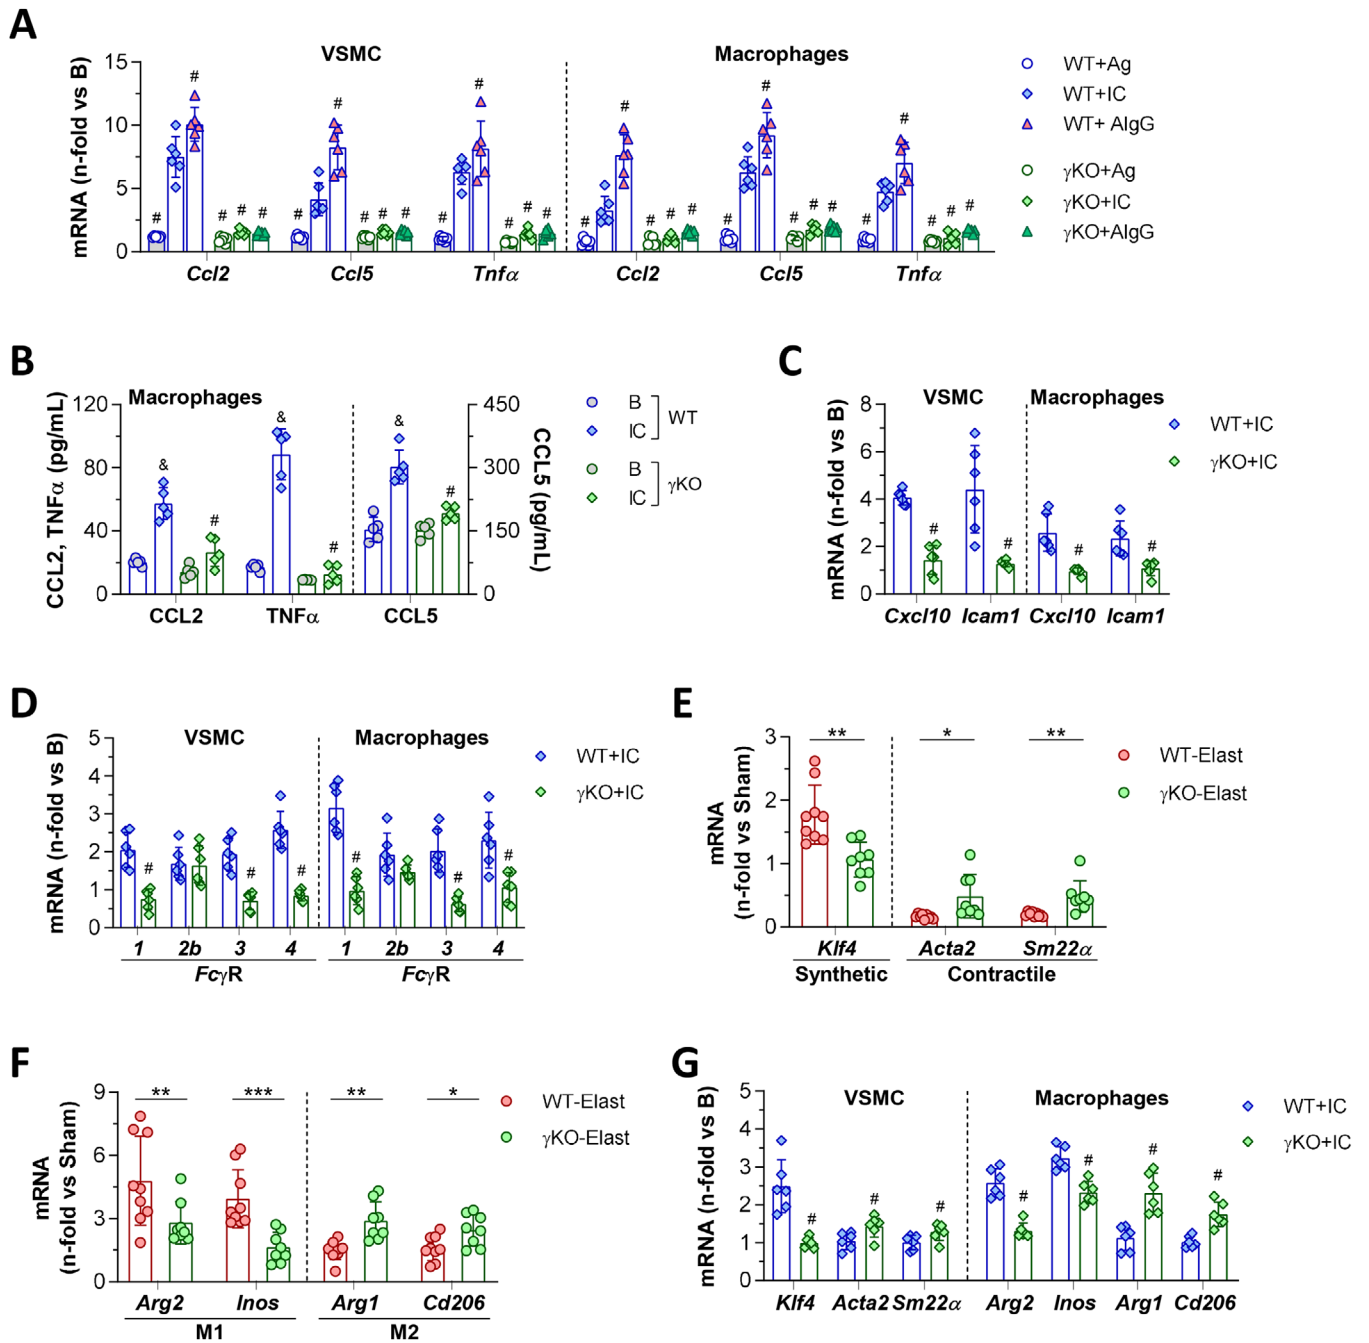 A
VSMC
Macrophages
mRNA (n-fold vs B)
15
10
5
0
# # # # # # # # # # # # # # # # # # # # # # # # # # # # # #
Ccl2 Ccl5 Tnfα Ccl2 Ccl5 Tnfα
WT+Ag
WT+IC
WT+ AIgG
γKO+Ag
γKO+IC
γKO+AIgG
B
Macrophages
CCL2, TNFα (pg/mL)
120
80
40
0
& # & # & #
450
300
150
0
CCL5 (pg/mL)
CCL2 TNFα CCL5
B
IC
WT
B
IC
γKO
C
VSMC Macrophages
mRNA (n-fold vs B)
8
6
4
2
0
# # # #
Cxcl10 Icam1 Cxcl10 Icam1
WT+IC
γKO+IC
D
VSMC Macrophages
mRNA (n-fold vs B)
5
4
3
2
1
0
# # # # # #
1 2b 3 4 1 2b 3 4
FcγR FcγR
WT+IC
γKO+IC
E
mRNA
(n-fold vs Sham)
3
2
1
0
** * **
Klf4 Acta2 Sm22α
Synthetic Contractile
WT-Elast
γKO-Elast
F
mRNA
(n-fold vs Sham)
9
6
3
0
** *** ** *
Arg2 Inos Arg1 Cd206
M1 M2
WT-Elast
γKO-Elast
G
VSMC Macrophages
mRNA (n-fold vs B)
5
4
3
2
1
0
# # # # # # #
Klf4 Acta2 Sm22α Arg2 Inos Arg1 Cd206
WT+IC
γKO+IC